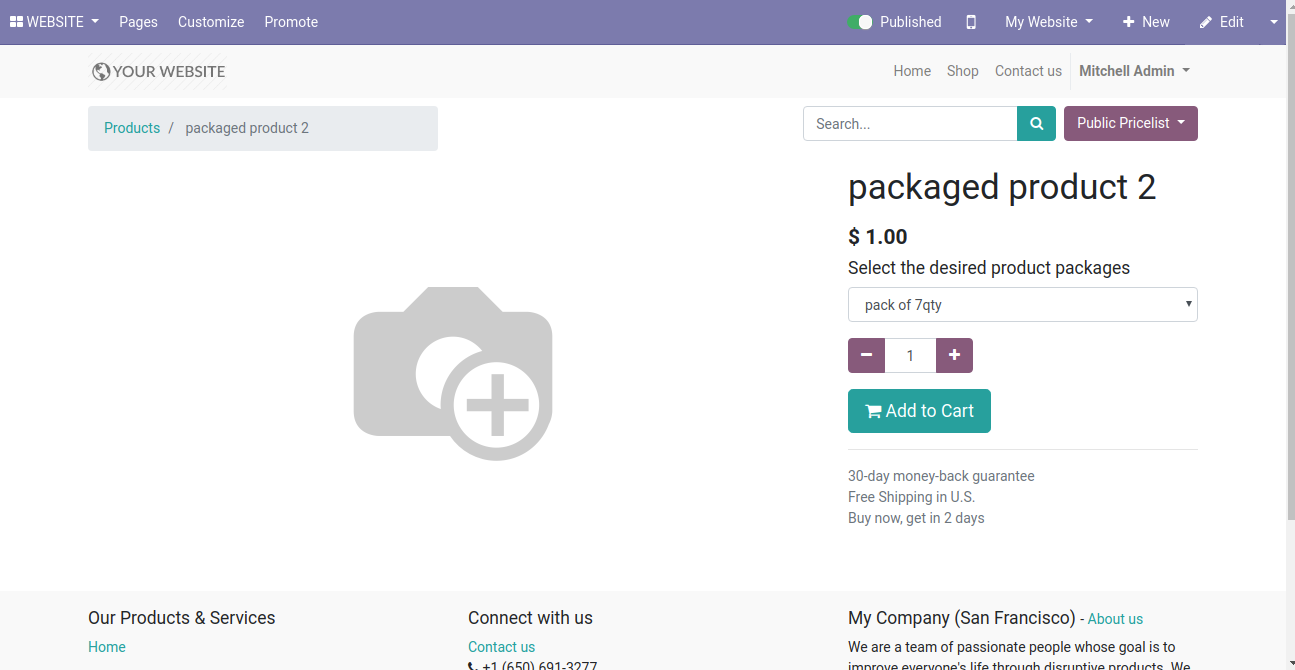 WEBSITE Pages Customize Promote Published My Website New Edit
YOUR WEBSITE Home Shop Contact us Mitchell Admin
Products / packaged product 2 Search... Public Pricelist
packaged product 2
$ 1.00
Select the desired product packages
pack of 7qty
1
Add to Cart
30-day money-back guarantee
Free Shipping in U.S.
Buy now, get in 2 days
Our Products & Services
Home
Connect with us
Contact us
+1 (650) 691-3277
My Company (San Francisco) - About us
We are a team of passionate people whose goal is to
improve everyone's life through disruptive products. We